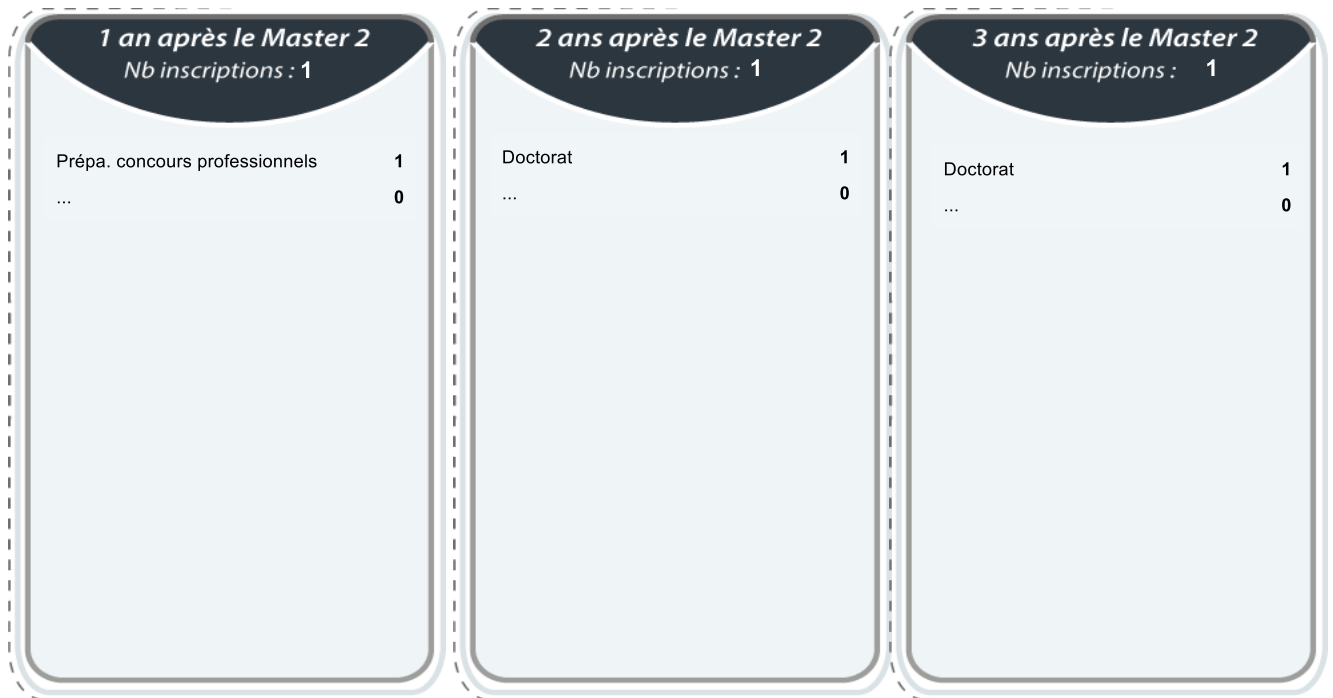 1 an après le Master 2
Nb inscriptions : 1
Prépa. concours professionnels 1
... 0
2 ans après le Master 2
Nb inscriptions : 1
Doctorat 1
... 0
3 ans après le Master 2
Nb inscriptions : 1
Doctorat 1
... 0